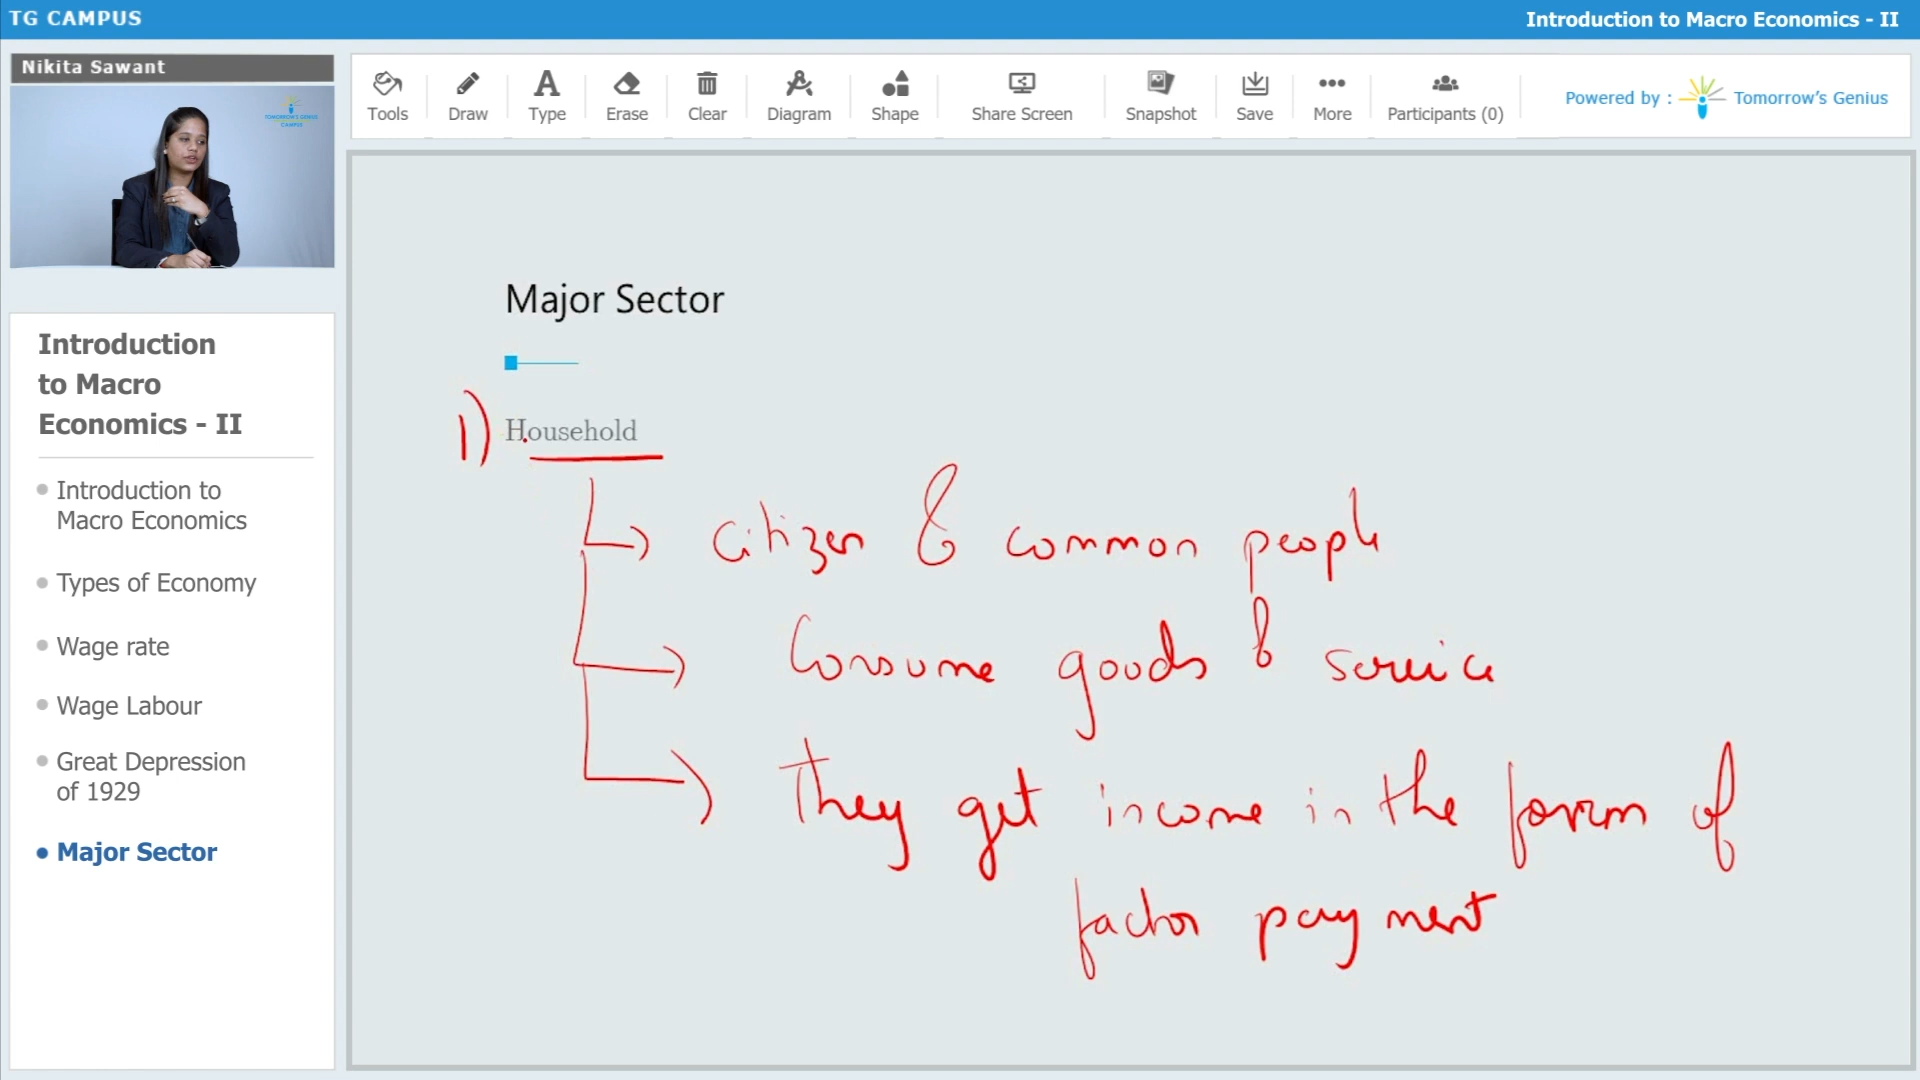 TG CAMPUS
Introduction to Macro Economics - II
Nikita Sawant
TOMORROW'S GENIUS
CAMPUS
Tools
Draw
Type
Erase
Clear
Diagram
Shape
Share Screen
Snapshot
Save
More
Participants (0)
Powered by : Tomorrow's Genius
Introduction
to Macro
Economics - II
Introduction to
Macro Economics
Types of Economy
Wage rate
Wage Labour
Great Depression
of 1929
Major Sector
Major Sector
1) Household
citizen & common people
Consume goods & service
They get income in the form of
factor payment